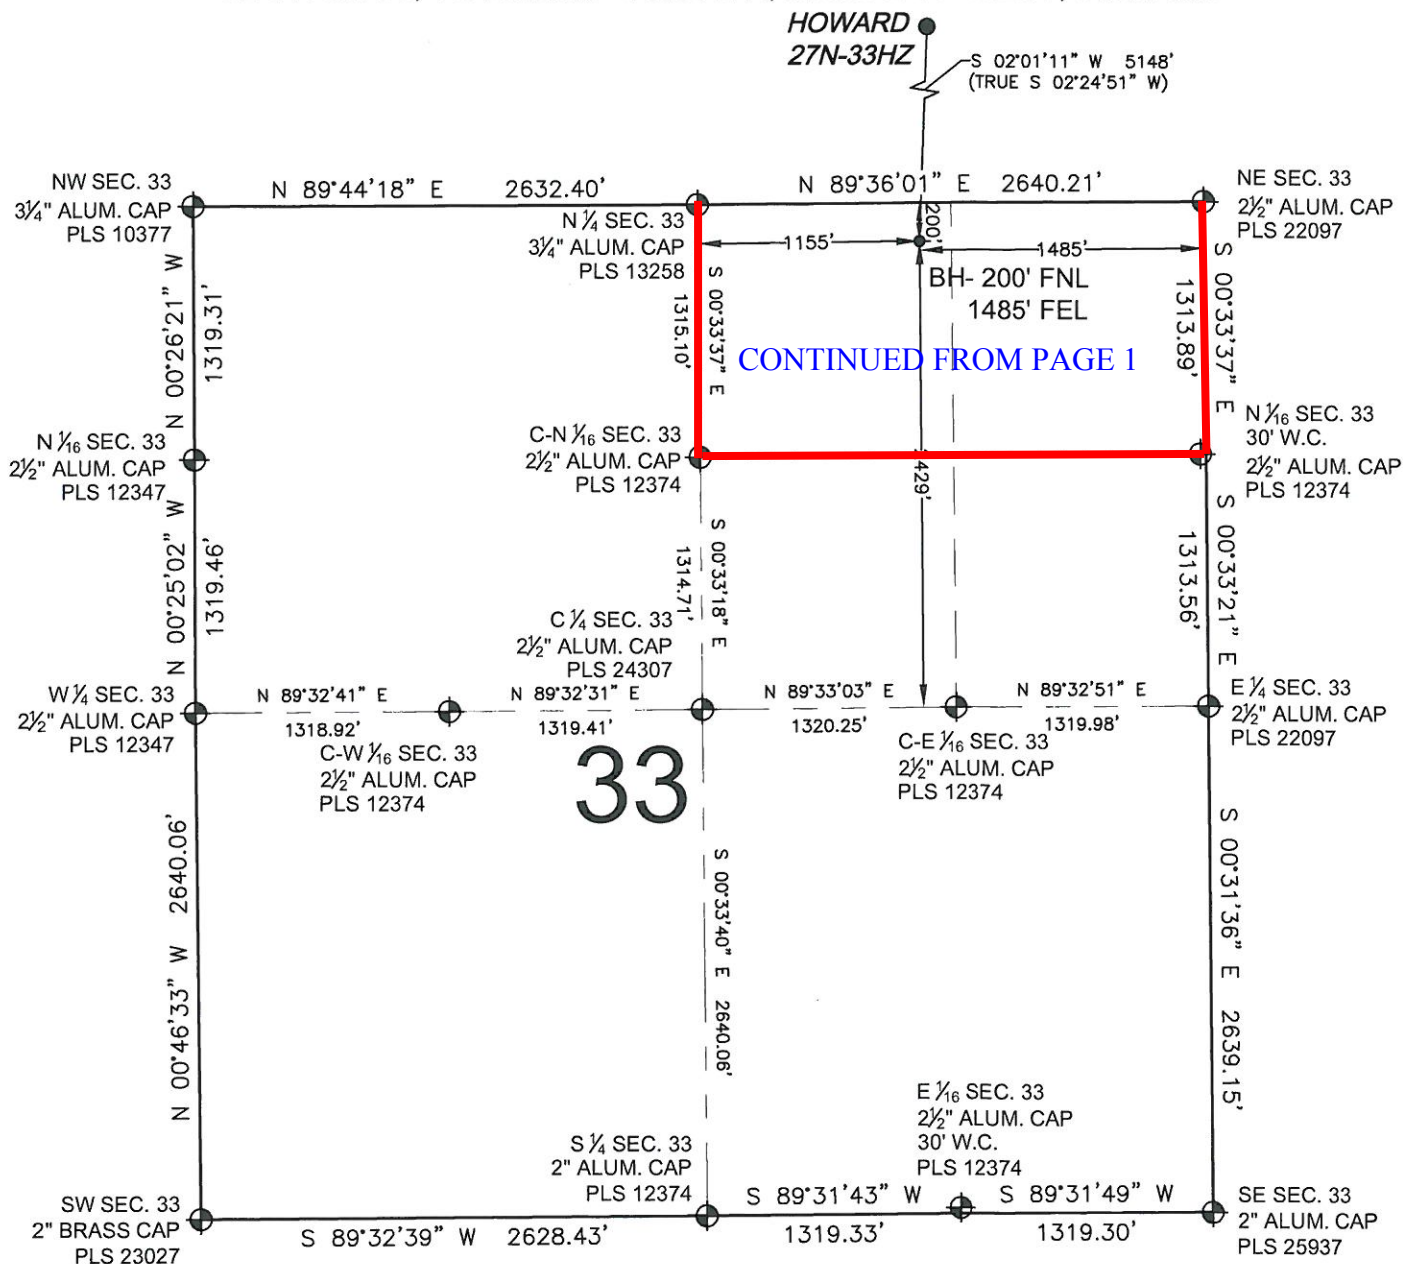 HOWARD
27N-33HZ
S 02°01'11" W 5148'
(TRUE S 02°24'51" W)
NW SEC. 33
3¼" ALUM. CAP
PLS 10377
N 89°44'18" E 2632.40'
N ¼ SEC. 33
3¼" ALUM. CAP
PLS 13258
N 89°36'01" E 2640.21'
NE SEC. 33
2½" ALUM. CAP
PLS 22097
200'
1155'
1485'
BH- 200' FNL
1485' FEL
N 00°26'21" W
1319.31'
S 00°33'37" E
1315.10'
CONTINUED FROM PAGE 1
1313.89'
S 00°33'37" E
N 1/16 SEC. 33
2½" ALUM. CAP
PLS 12347
C-N 1/16 SEC. 33
2½" ALUM. CAP
PLS 12374
N 1/16 SEC. 33
30' W.C.
2½" ALUM. CAP
PLS 12374
429'
N 00°25'02" W
1319.46'
S 00°33'18" E
1314.71'
1313.56'
S 00°33'21" E
C ¼ SEC. 33
2½" ALUM. CAP
PLS 24307
W ¼ SEC. 33
2½" ALUM. CAP
PLS 12347
N 89°32'41" E
1318.92'
N 89°32'31" E
1319.41'
N 89°33'03" E
1320.25'
N 89°32'51" E
1319.98'
E ¼ SEC. 33
2½" ALUM. CAP
PLS 22097
C-W 1/16 SEC. 33
2½" ALUM. CAP
PLS 12374
33
C-E 1/16 SEC. 33
2½" ALUM. CAP
PLS 12374
N 00°46'33" W 2640.06'
S 00°33'40" E 2640.06'
S 00°31'36" E 2639.15'
E 1/16 SEC. 33
2½" ALUM. CAP
30' W.C.
PLS 12374
S ¼ SEC. 33
2" ALUM. CAP
PLS 12374
SW SEC. 33
2" BRASS CAP
PLS 23027
S 89°32'39" W 2628.43'
S 89°31'43" W
1319.33'
S 89°31'49" W
1319.30'
SE SEC. 33
2" ALUM. CAP
PLS 25937